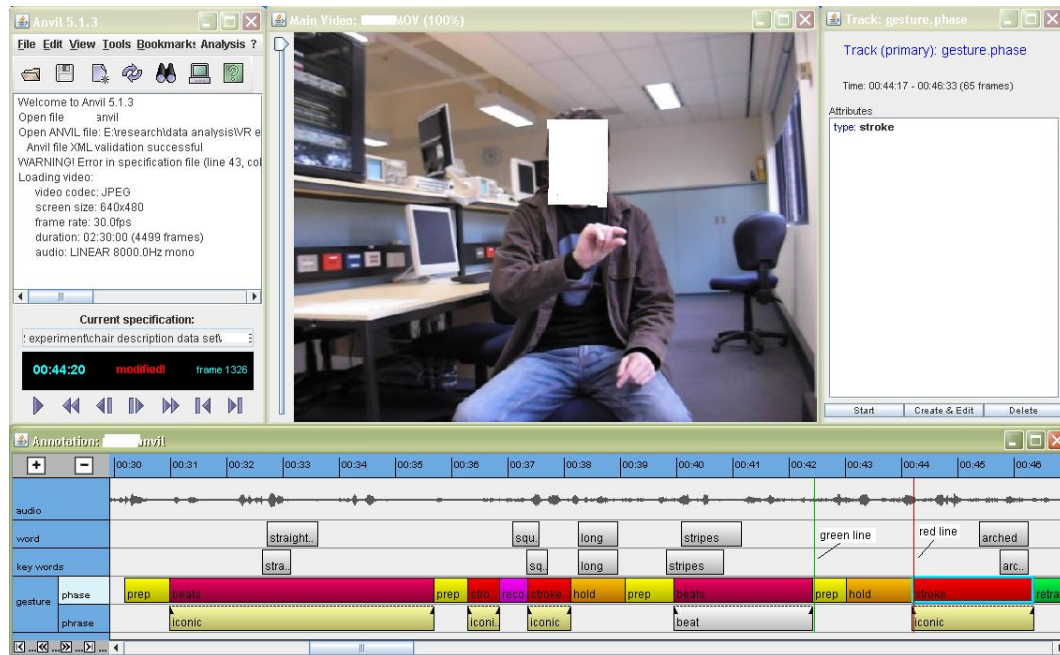 Anvil 5.1.3
File Edit View Tools Bookmarks Analysis ?
Welcome to Anvil 5.1.3
Open file anvil
Open ANVIL file: E:\research\data analysis\VR e
Anvil file XML validation successful
WARNING! Error in specification file (line 43, col
Loading video:
video codec: JPEG
screen size: 640x480
frame rate: 30.0fps
duration: 02:30:00 (4499 frames)
audio: LINEAR 8000.0Hz mono
Current specification:
experiment\chair description data set\
00:44:20 modified! frame 1326
Main Video: MOV (100%)
Track: gesture.phase
Track (primary): gesture.phase
Time: 00:44:17 - 00:46:33 (65 frames)
Attributes
type: stroke
Start Create & Edit Delete
Annotation: anvil
+ - 00:30 00:31 00:32 00:33 00:34 00:35 00:36 00:37 00:38 00:39 00:40 00:41 00:42 00:43 00:44 00:45 00:46
audio
word straight.. squ. long stripes green line red line arched
key words stra.. sq.. long stripes arc..
gesture phase prep beats prep stro.. reco stroke hold prep beats prep hold stroke retra
phrase iconic iconi.. iconic beat iconic